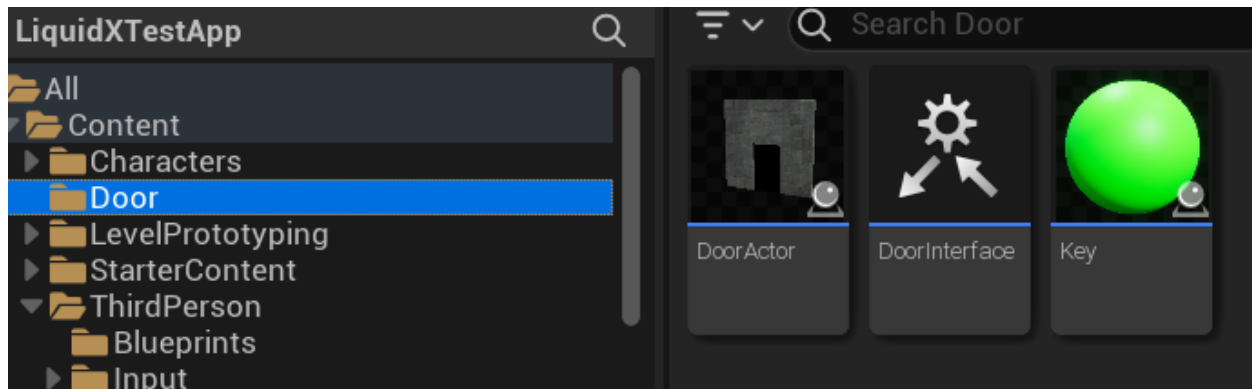 LiquidXTestApp
All
Content
Characters
Door
LevelPrototyping
StarterContent
ThirdPerson
Blueprints
Input
Search Door
DoorActor
DoorInterface
Key